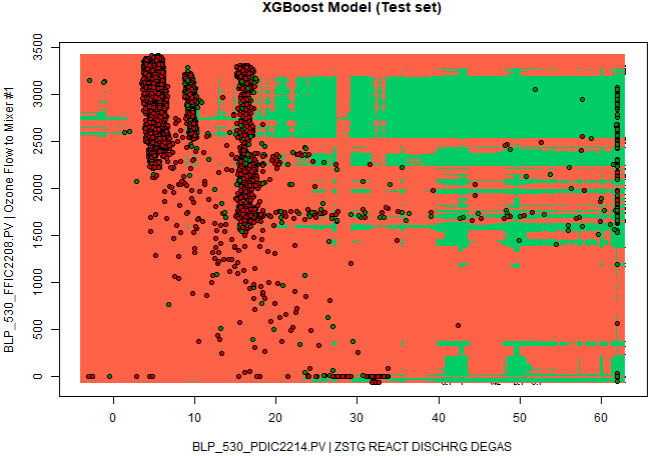 XGBoost Model (Test set)
BLP_530_FFIC2208.PV | Ozone Flow to Mixer #1
3500
3000
2500
2000
1500
1000
500
0
0 10 20 30 40 50 60
BLP_530_PDIC2214.PV | ZSTG REACT DISCHRG DEGAS